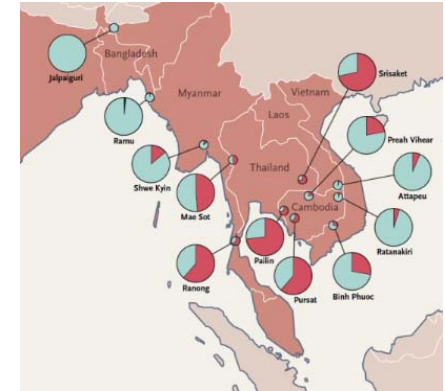 Bangladesh
Jalpaiguri
Myanmar
Srisaket
Vietnam
Laos
Ramu
Preah Vihear
Shwe Kyin
Thailand
Mae Sot
Attapeu
Cambodia
Ratanakiri
Pailin
Ranong
Pursat
Binh Phuoc